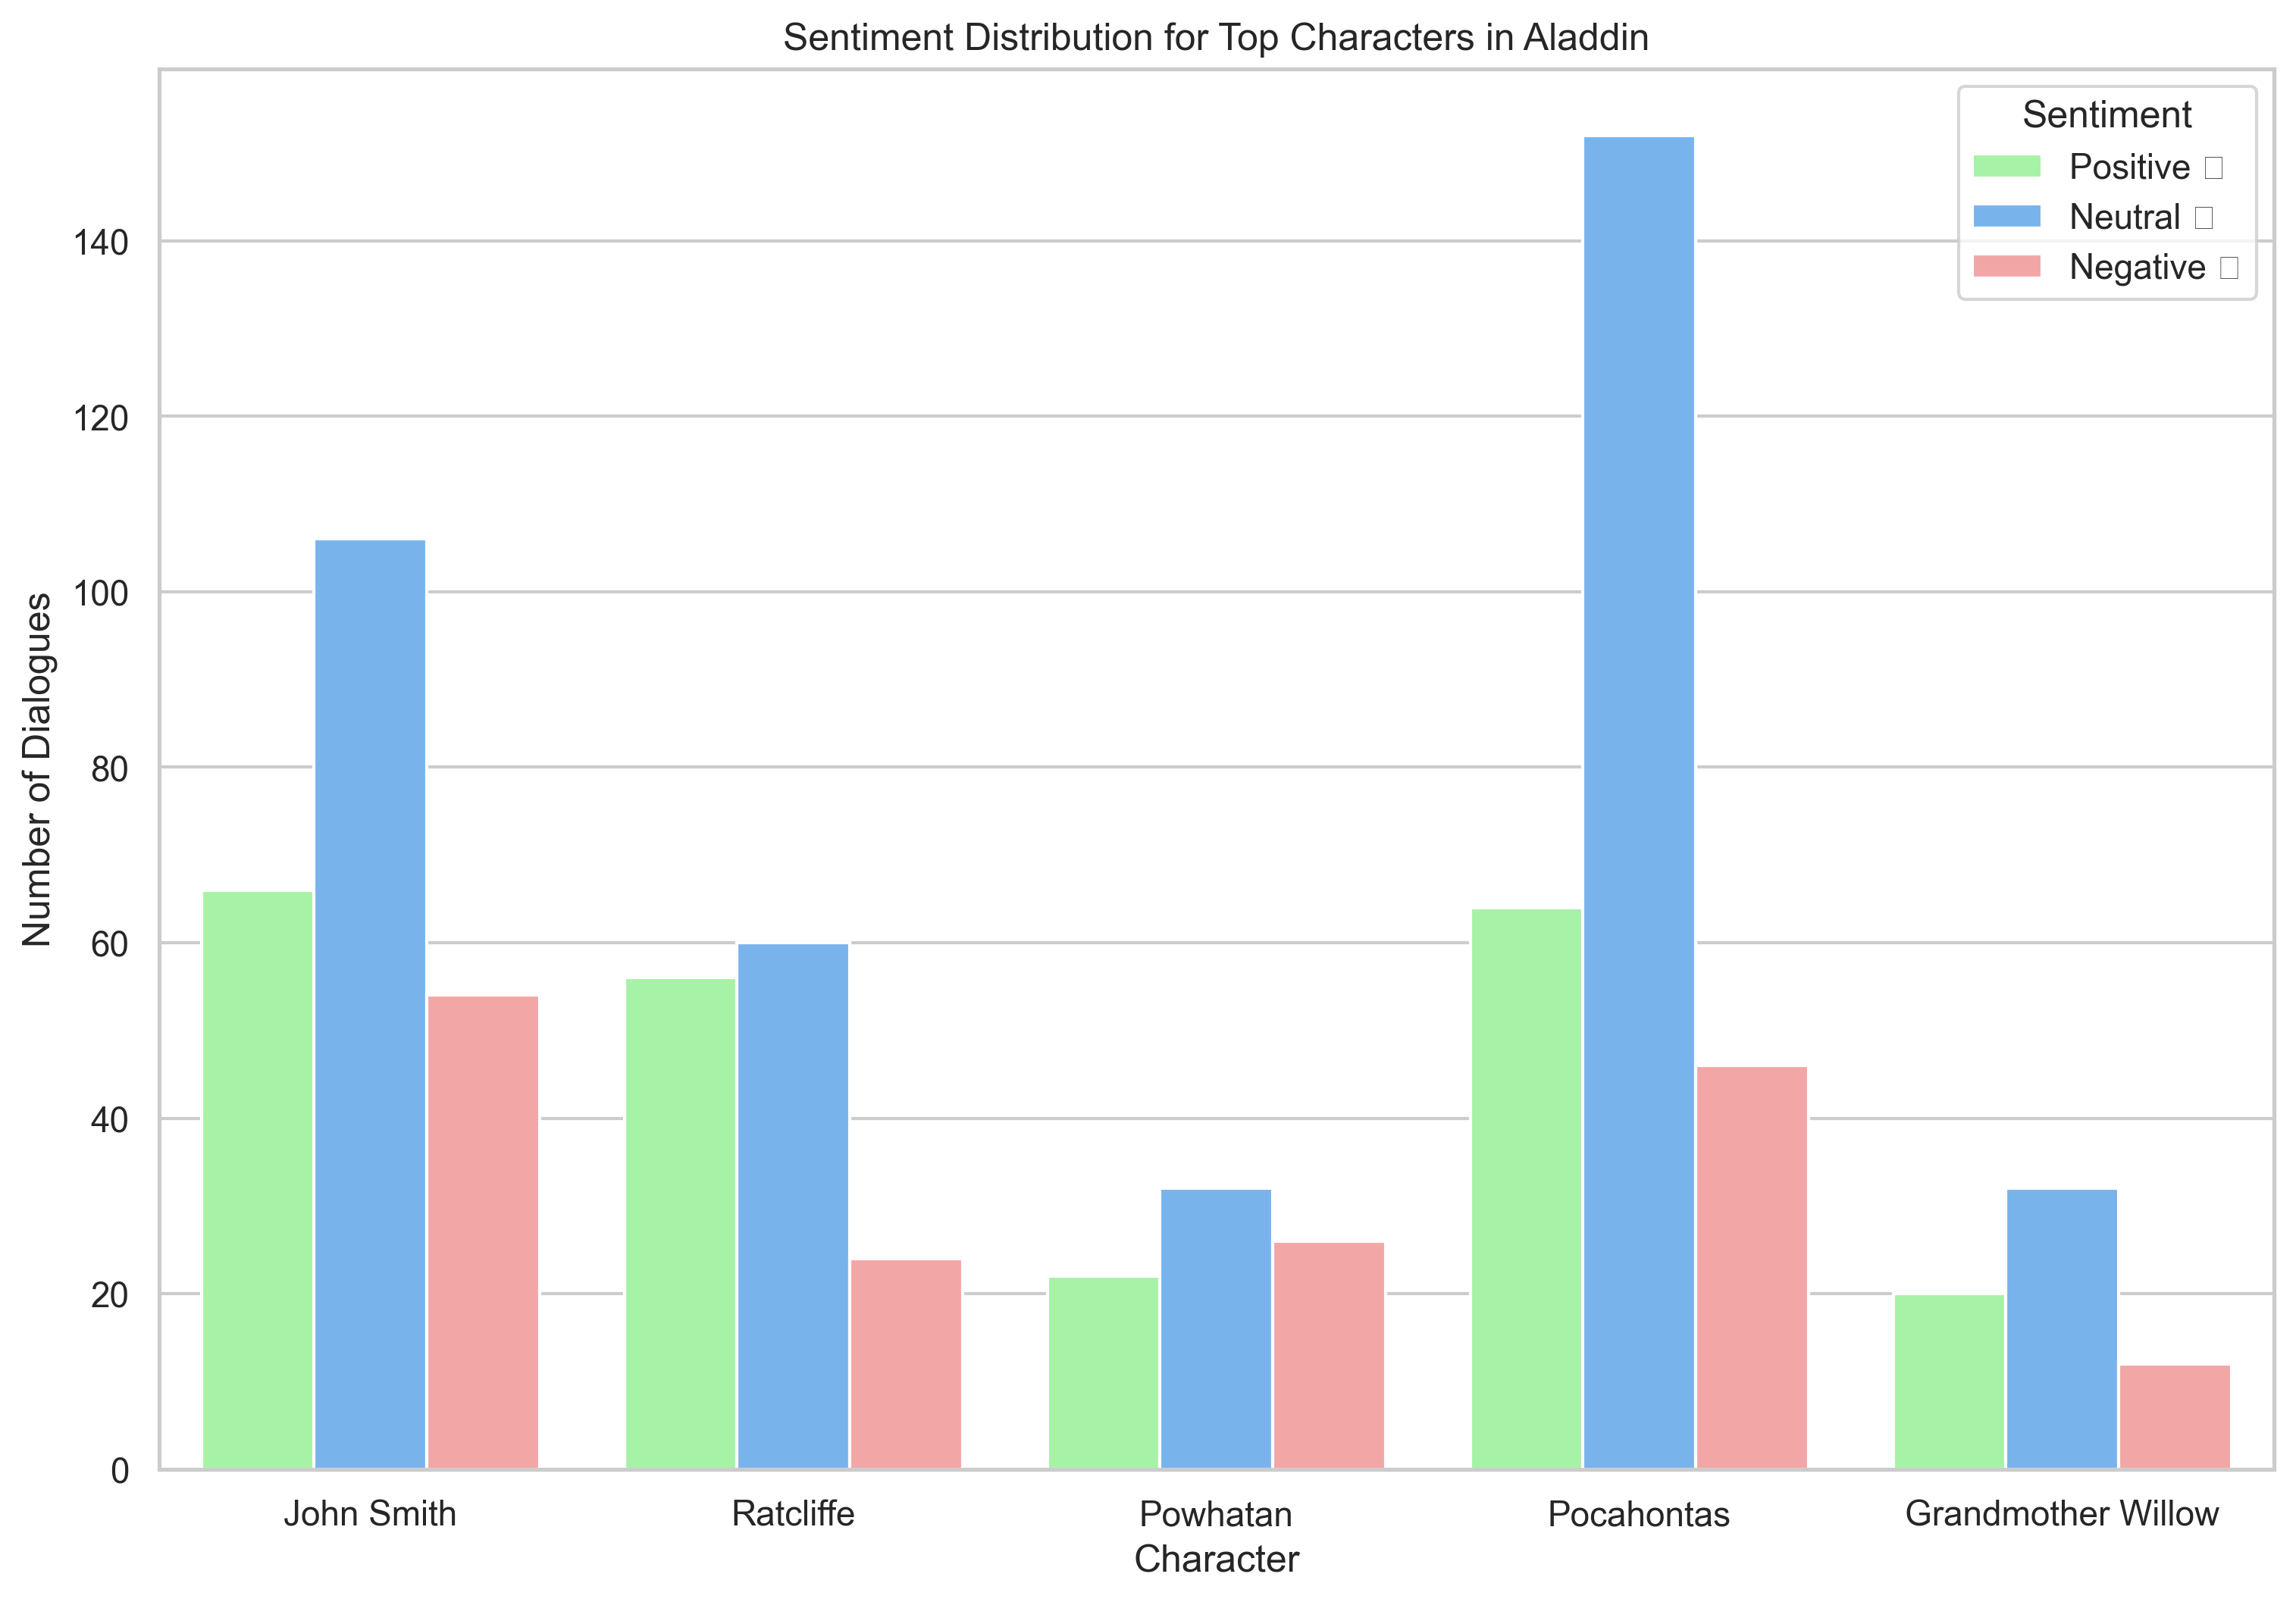 Sentiment Distribution for Top Characters in Aladdin
Sentiment
Positive □
Neutral □
Negative □
Number of Dialogues
140
120
100
80
60
40
20
0
John Smith Ratcliffe Powhatan Pocahontas Grandmother Willow
Character